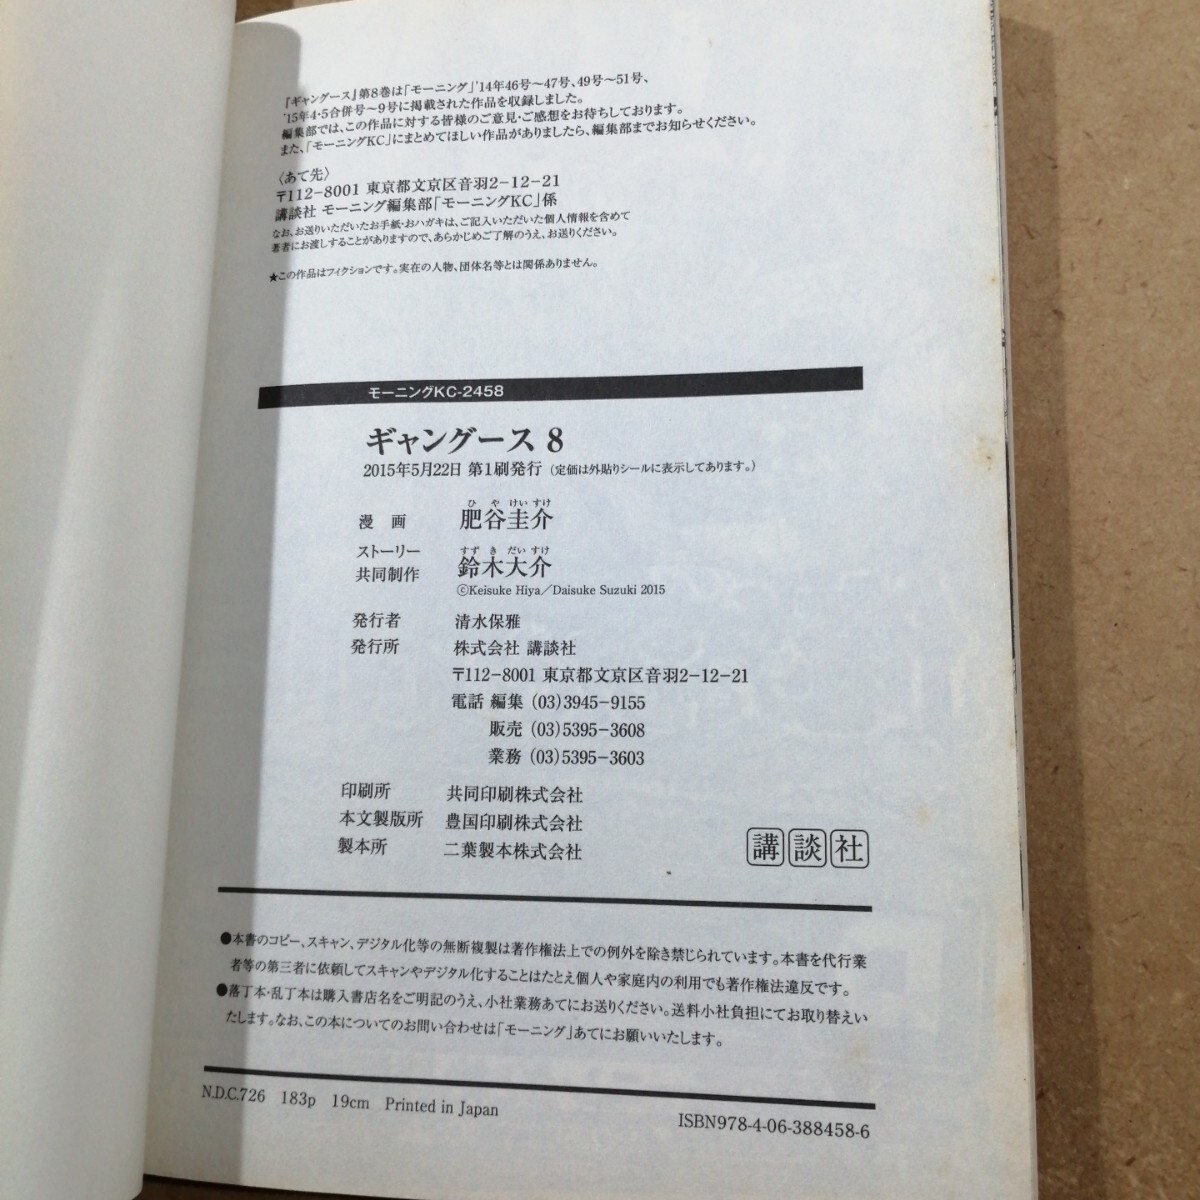 『ギャングース』第8巻は「モーニング」'14年46号〜47号、49号〜51号、
'15年4・5合併号〜9号に掲載された作品を収録しました。
編集部では、この作品に対する皆様のご意見・ご感想をお待ちしております。
また、「モーニングKC」にまとめてほしい作品がありましたら、編集部までお知らせください。
〈あて先〉
〒112-8001 東京都文京区音羽2-12-21
講談社 モーニング編集部「モーニングKC」係
なお、お送りいただいたお手紙・おハガキは、ご記入いただいた個人情報を含めて
著者にお渡しすることがありますので、あらかじめご了解のうえ、お送りください。
★この作品はフィクションです。実在の人物、団体名等とは関係ありません。
モーニングKC-2458
ギャングース 8
2015年5月22日 第1刷発行 (定価は外貼りシールに表示してあります。)
ひ や けい すけ
漫 画 肥谷圭介
すず き だい すけ
ストーリー
共同制作 鈴木大介
©Keisuke Hiya/Daisuke Suzuki 2015
発行者 清水保雅
発行所 株式会社 講談社
〒112-8001 東京都文京区音羽2-12-21
電話 編集 (03)3945-9155
販売 (03)5395-3608
業務 (03)5395-3603
印刷所 共同印刷株式会社
本文製版所 豊国印刷株式会社
製本所 二葉製本株式会社
講談社
●本書のコピー、スキャン、デジタル化等の無断複製は著作権法上での例外を除き禁じられています。本書を代行業
者等の第三者に依頼してスキャンやデジタル化することはたとえ個人や家庭内の利用でも著作権法違反です。
●落丁本・乱丁本は購入書店名をご明記のうえ、小社業務あてにお送りください。送料小社負担にてお取り替えい
たします。なお、この本についてのお問い合わせは「モーニング」あてにお願いいたします。
N.D.C.726 183p 19cm Printed in Japan
ISBN978-4-06-388458-6